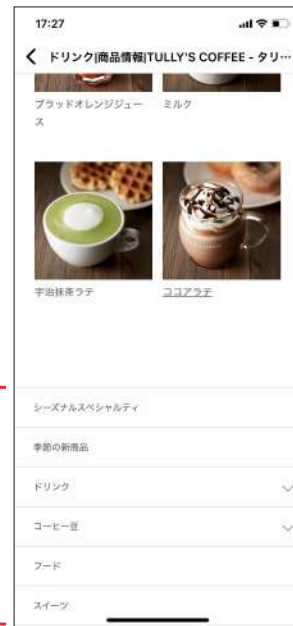 17:27
ドリンク|商品情報|TULLY'S COFFEE - タリ…
ブラッドオレンジジュー
ス
ミルク
宇治抹茶ラテ
ココアラテ
シーズナルスペシャルティ
季節の新商品
ドリンク
コーヒー豆
フード
スイーツ